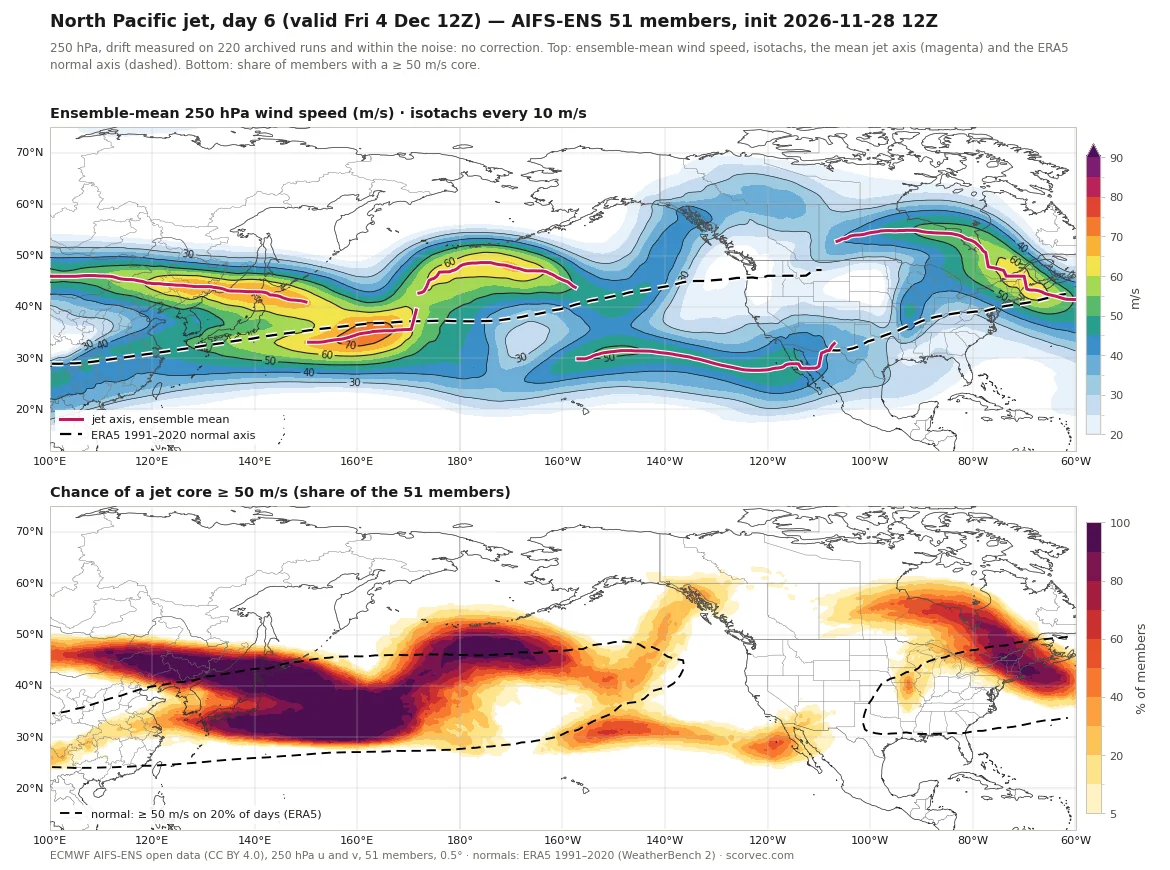 North Pacific jet, day 6 (valid Fri 4 Dec 12Z) — AIFS-ENS 51 members, init 2026-11-28 12Z
250 hPa, drift measured on 220 archived runs and within the noise: no correction. Top: ensemble-mean wind speed, isotachs, the mean jet axis (magenta) and the ERA5
normal axis (dashed). Bottom: share of members with a ≥ 50 m/s core.
Ensemble-mean 250 hPa wind speed (m/s) · isotachs every 10 m/s
70°N
60°N
50°N
40°N
30°N
20°N
30
30 40
50
40
30
60
70
60
30
50
30
40
60
50
jet axis, ensemble mean
ERA5 1991–2020 normal axis
100°E 120°E 140°E 160°E 180° 160°W 140°W 120°W 100°W 80°W 60°W
90
80
70
60
50
40
30
20
m/s
Chance of a jet core ≥ 50 m/s (share of the 51 members)
70°N
60°N
50°N
40°N
30°N
20°N
normal: ≥ 50 m/s on 20% of days (ERA5)
100°E 120°E 140°E 160°E 180° 160°W 140°W 120°W 100°W 80°W 60°W
100
80
60
40
20
5
% of members
ECMWF AIFS-ENS open data (CC BY 4.0), 250 hPa u and v, 51 members, 0.5° · normals: ERA5 1991–2020 (WeatherBench 2) · scorvec.com